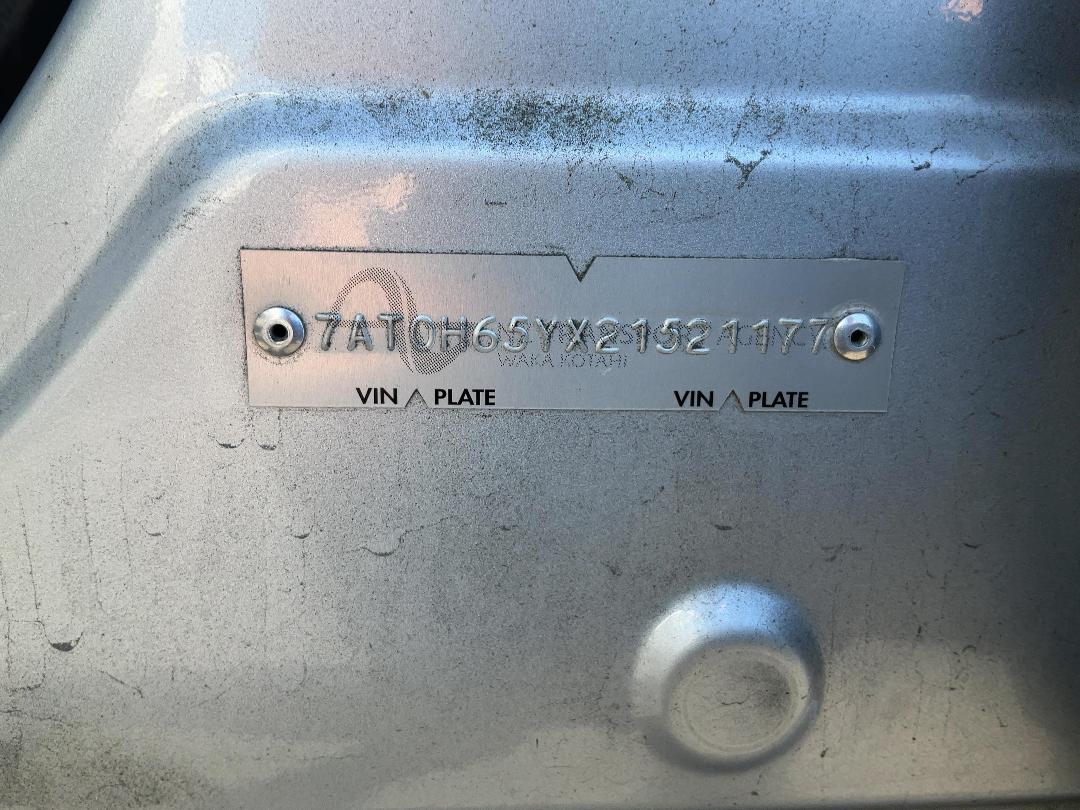 7AT0H65YX21521177
WAKA KOTAHI
VIN PLATE VIN PLATE